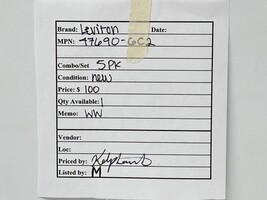 Brand: Leviton Date:
MPN: 47690-6C2
Combo/Set 5PK
Condition: new
Price: $ 100
Qty Available: 1
Memo: WW
Vendor:
Loc:
Priced by:
Listed by: M